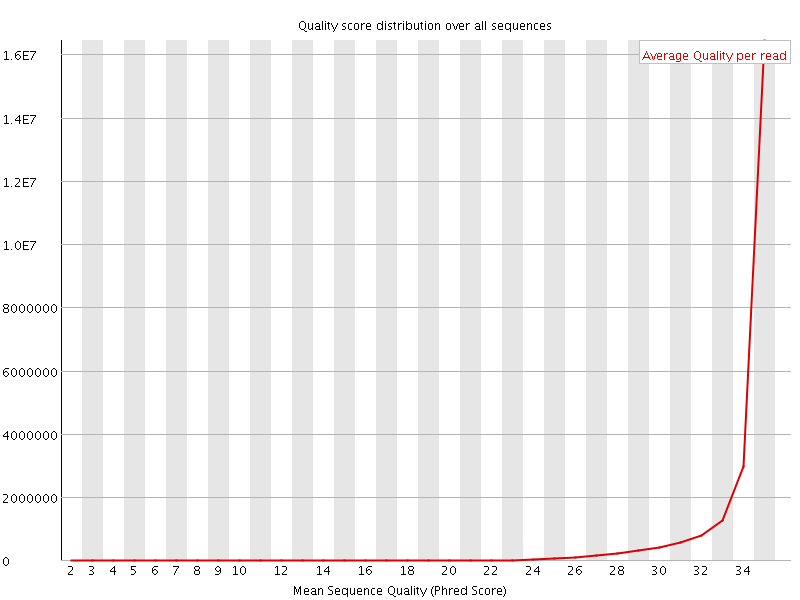 Quality score distribution over all sequences
Average Quality per read
1.6E7
1.4E7
1.2E7
1.0E7
8000000
6000000
4000000
2000000
0
2 3 4 5 6 7 8 9 10 12 14 16 18 20 22 24 26 28 30 32 34
Mean Sequence Quality (Phred Score)